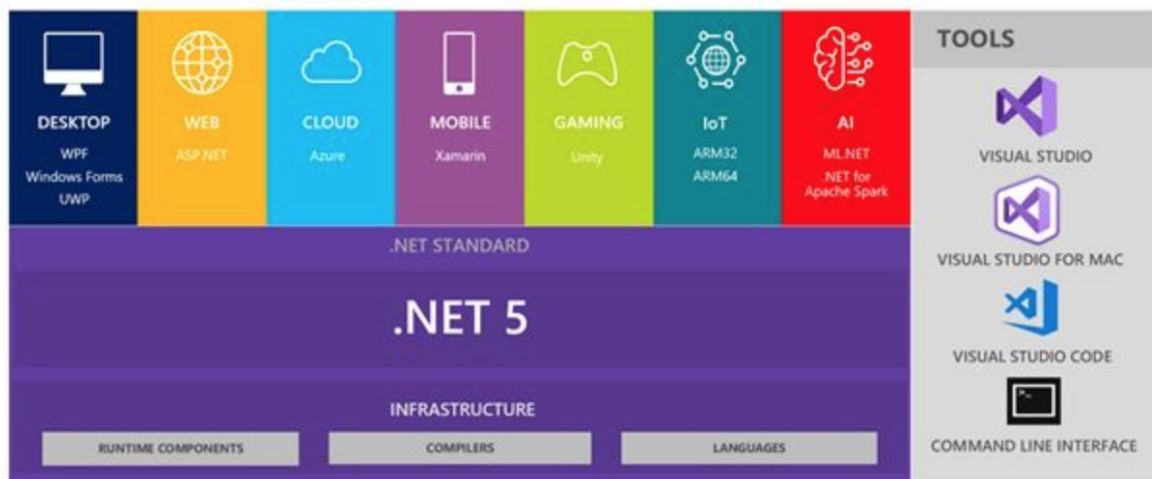 DESKTOP
WPF
Windows Forms
UWP
WEB
ASP.NET
CLOUD
Azure
MOBILE
Xamarin
GAMING
Unity
IoT
ARM32
ARM64
AI
ML.NET
.NET for
Apache Spark
.NET STANDARD
.NET 5
INFRASTRUCTURE
RUNTIME COMPONENTS
COMPILERS
LANGUAGES
TOOLS
VISUAL STUDIO
VISUAL STUDIO FOR MAC
VISUAL STUDIO CODE
COMMAND LINE INTERFACE